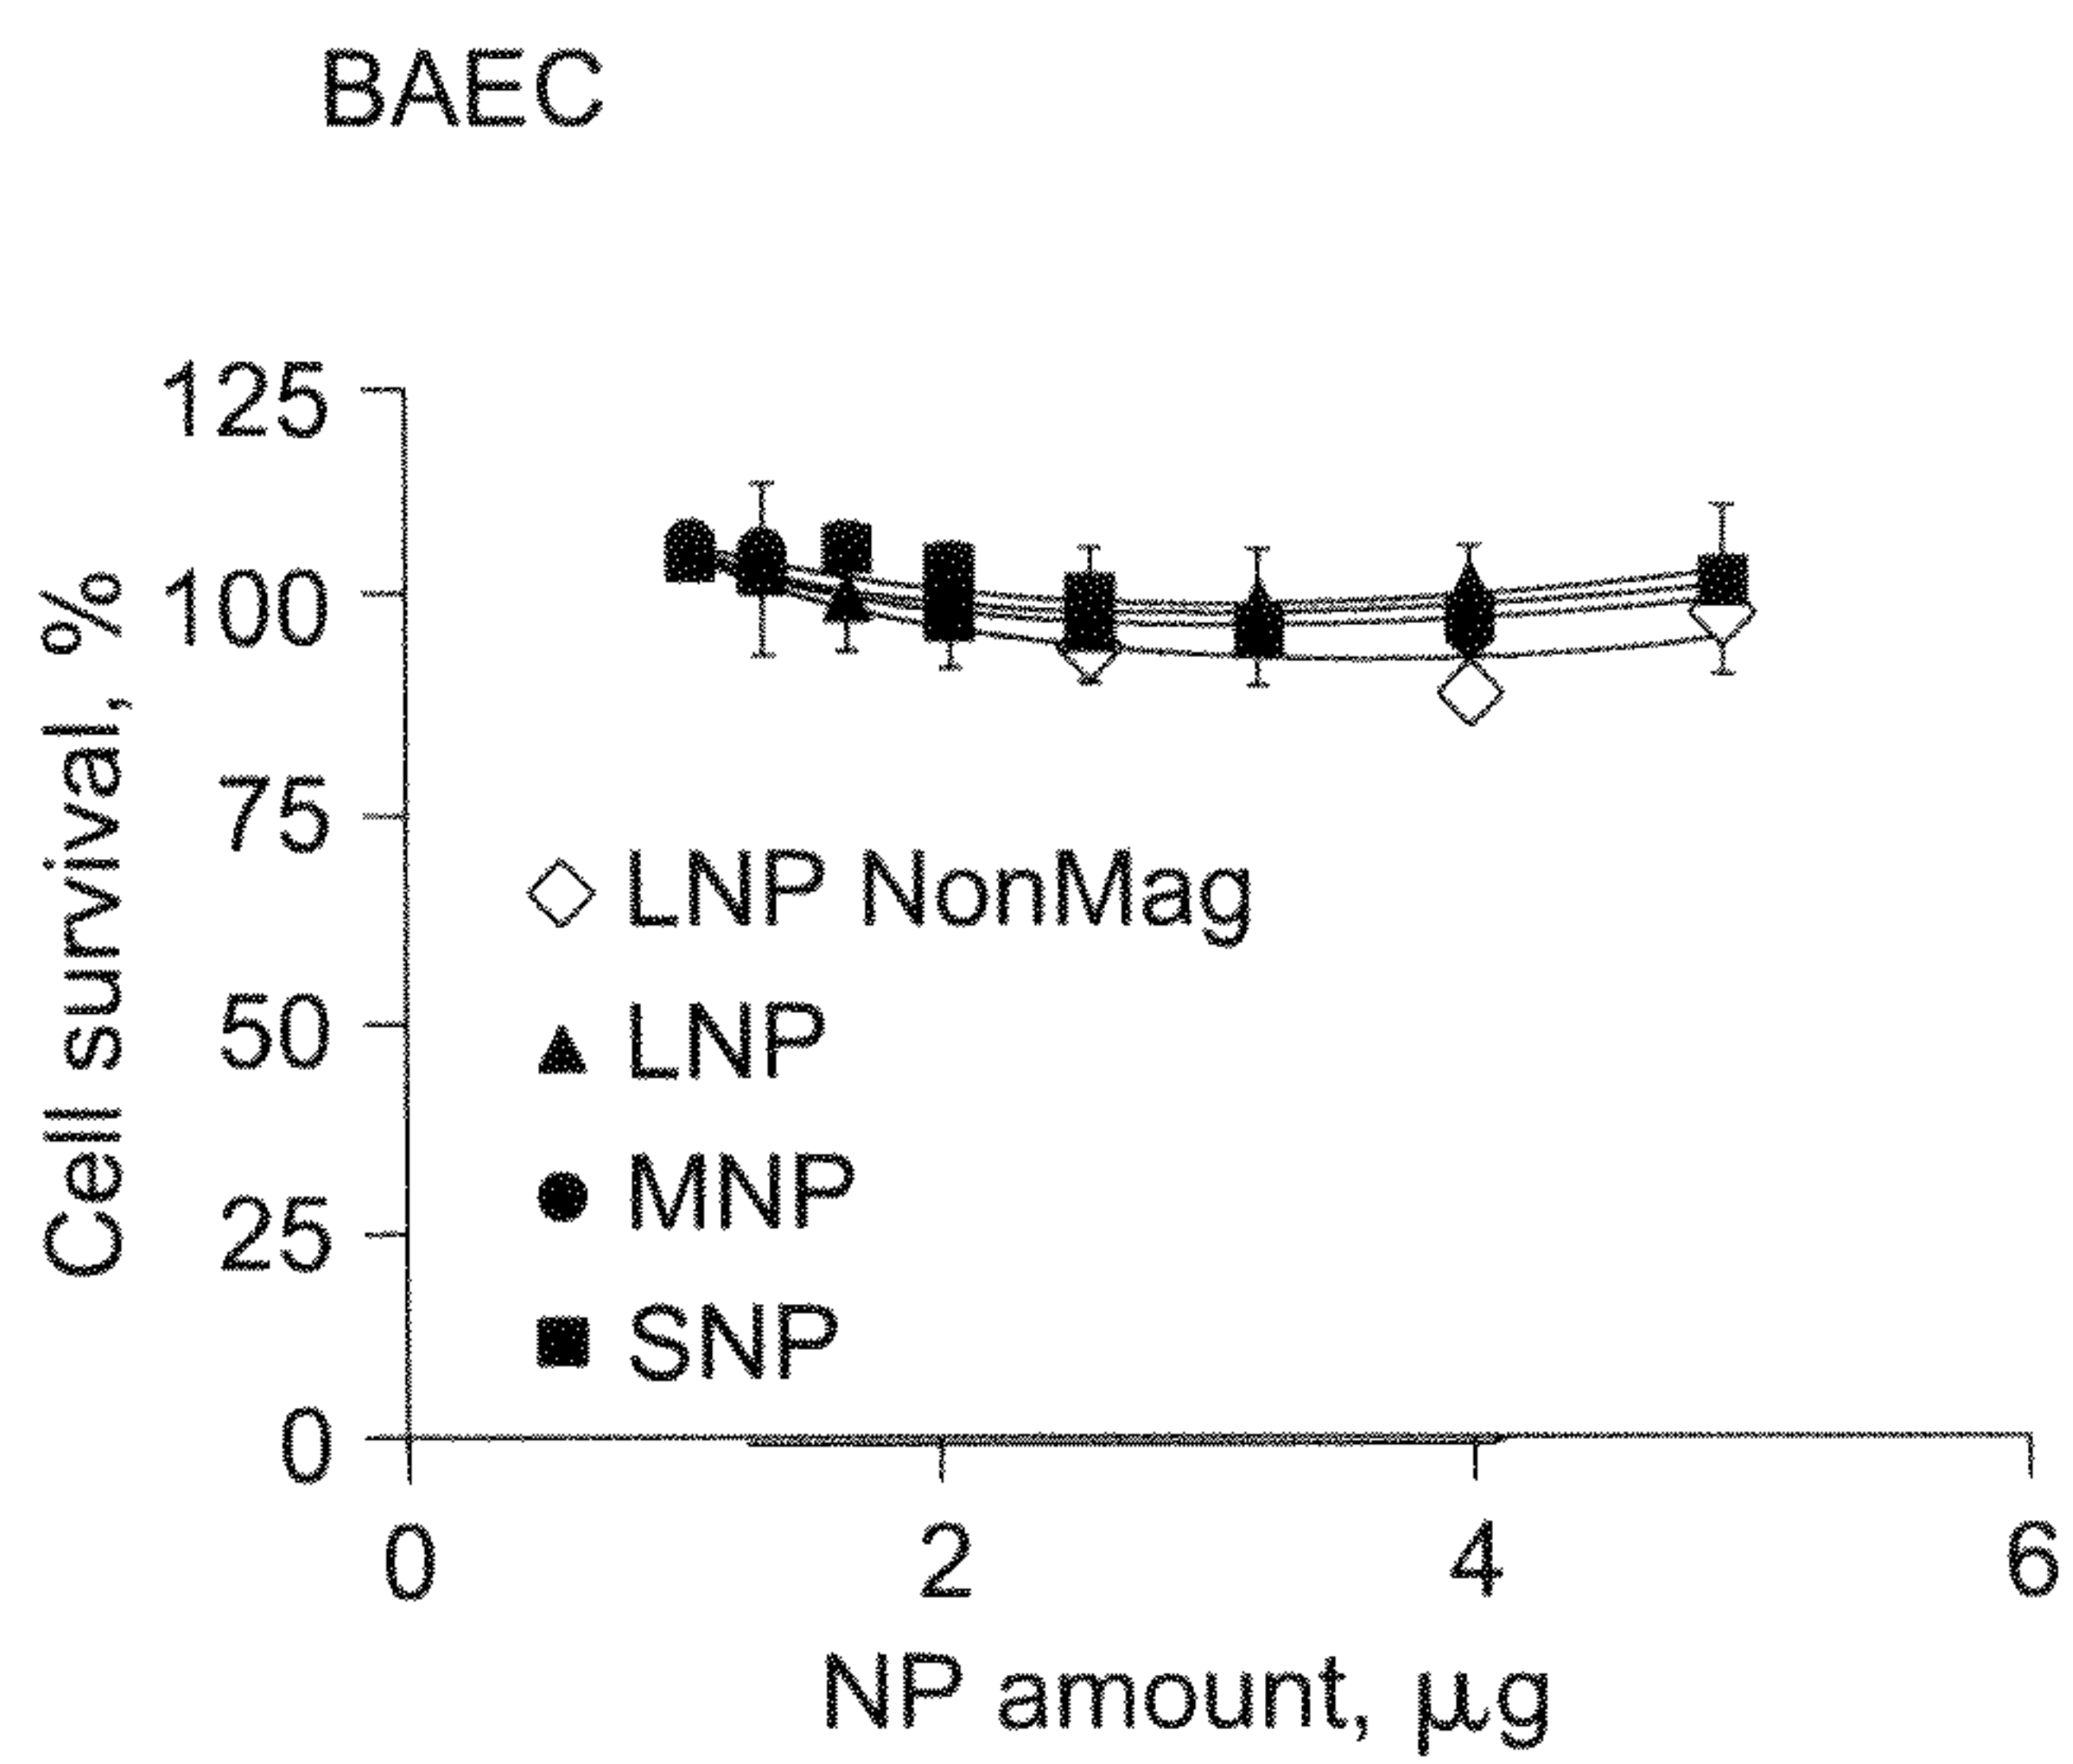 BAEC
Cell survival, %
125
100
75
50
25
0
LNP NonMag
LNP
MNP
SNP
0 2 4 6
NP amount, μg